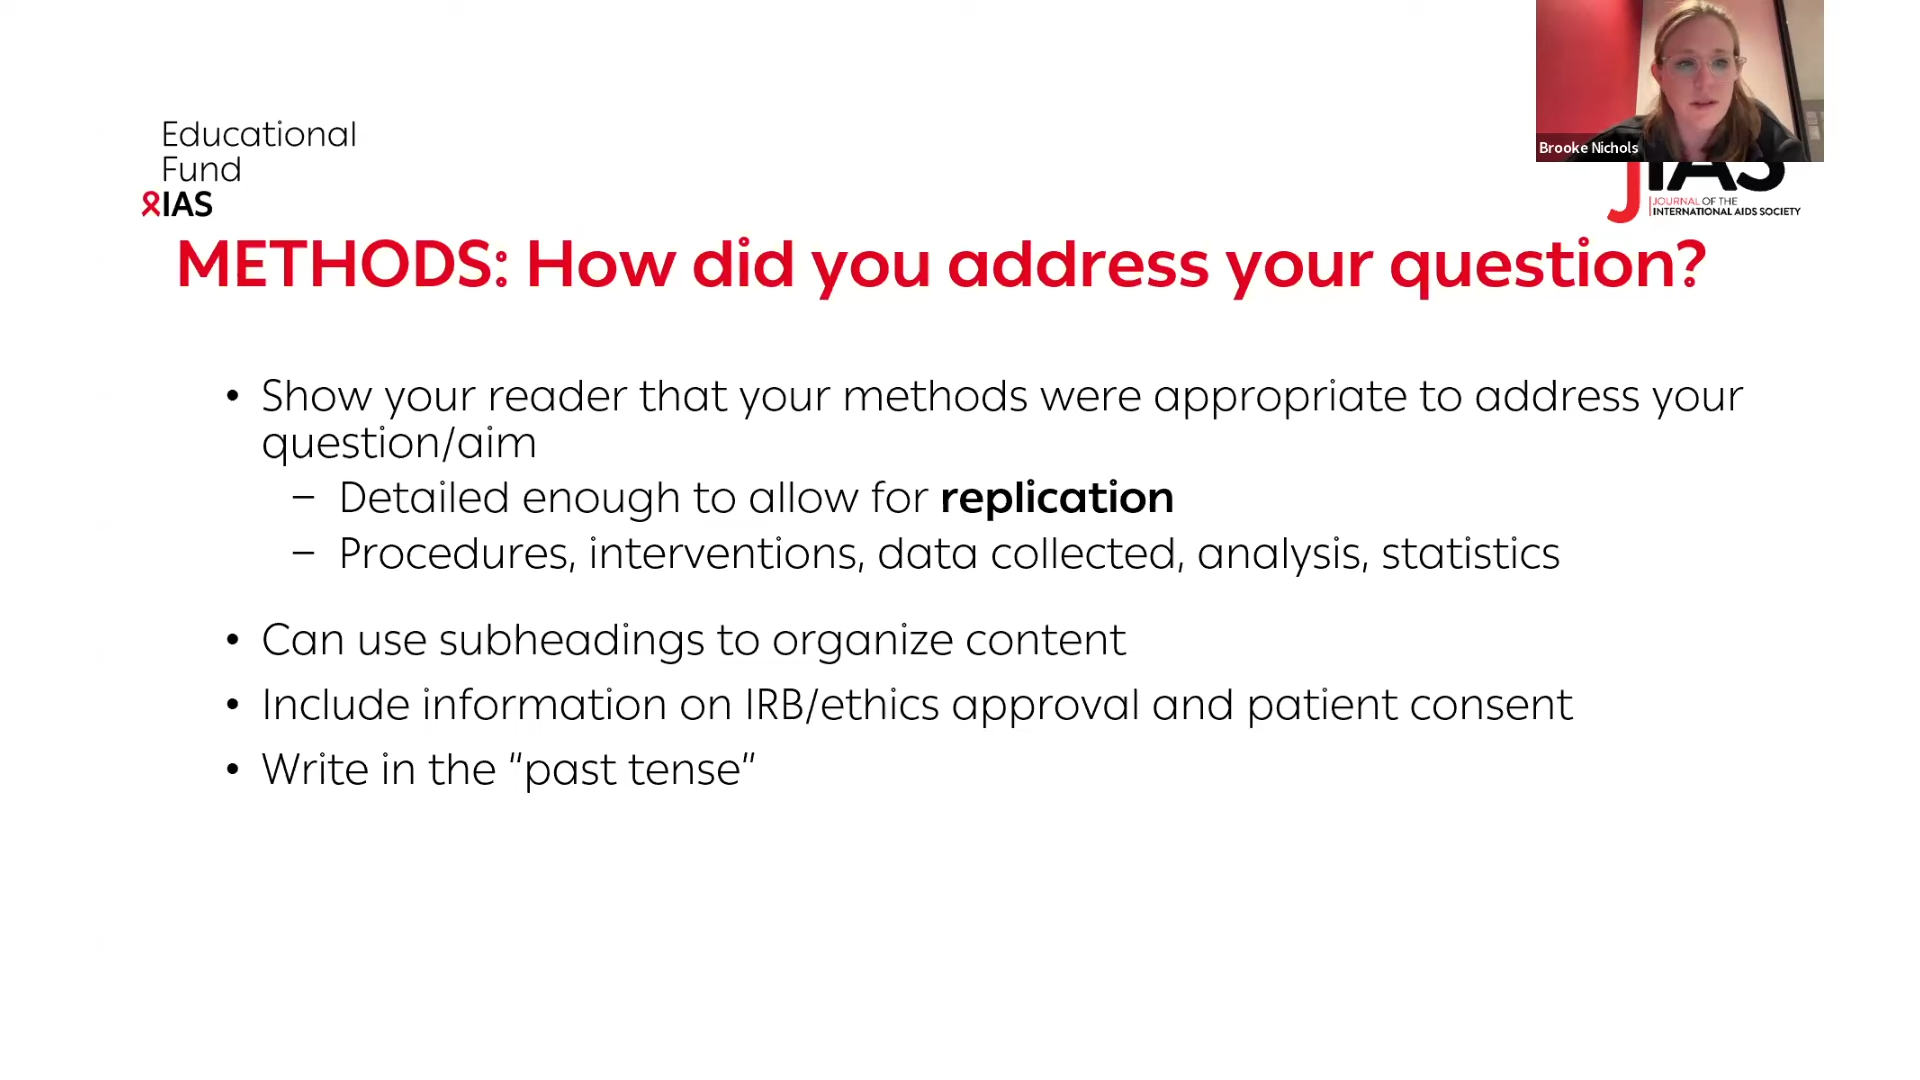 Brooke Nichols
Educational
Fund
IAS
JIAS
JOURNAL OF THE
INTERNATIONAL AIDS SOCIETY
METHODS: How did you address your question?
• Show your reader that your methods were appropriate to address your
question/aim
– Detailed enough to allow for replication
– Procedures, interventions, data collected, analysis, statistics
• Can use subheadings to organize content
• Include information on IRB/ethics approval and patient consent
• Write in the “past tense”